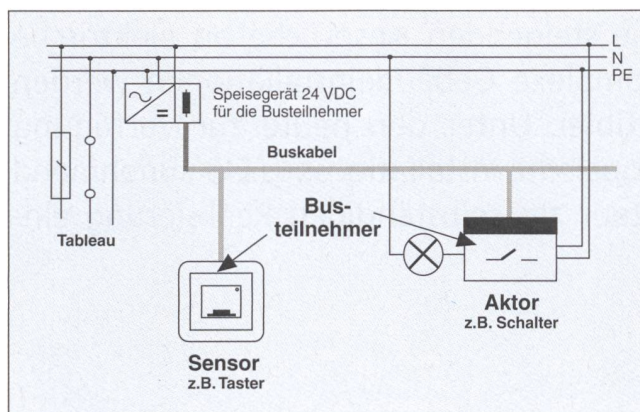 L
N
PE
Speisegerät 24 VDC
für die Busteilnehmer
Buskabel
Tableau
Bus-
teilnehmer
Sensor
z.B. Taster
Aktor
z.B. Schalter